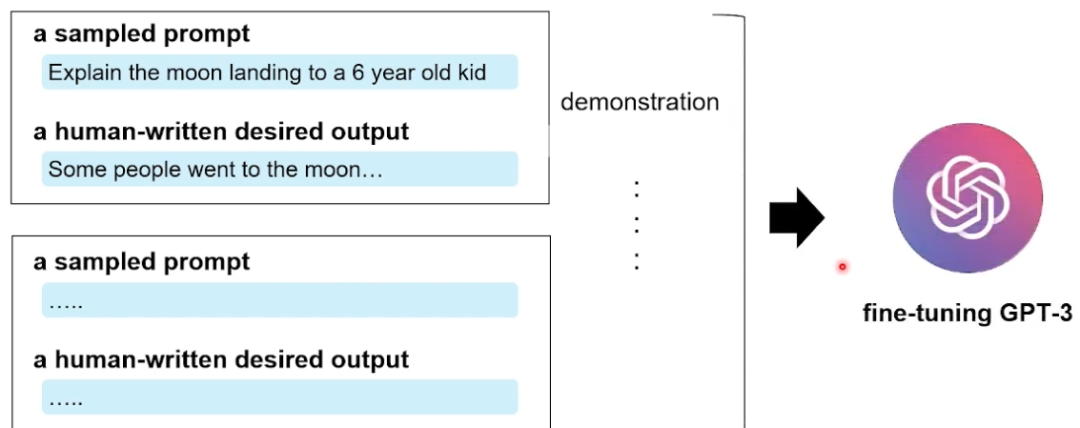 a sampled prompt
Explain the moon landing to a 6 year old kid
a human-written desired output
Some people went to the moon…
demonstration
a sampled prompt
…..
a human-written desired output
…..
fine-tuning GPT-3